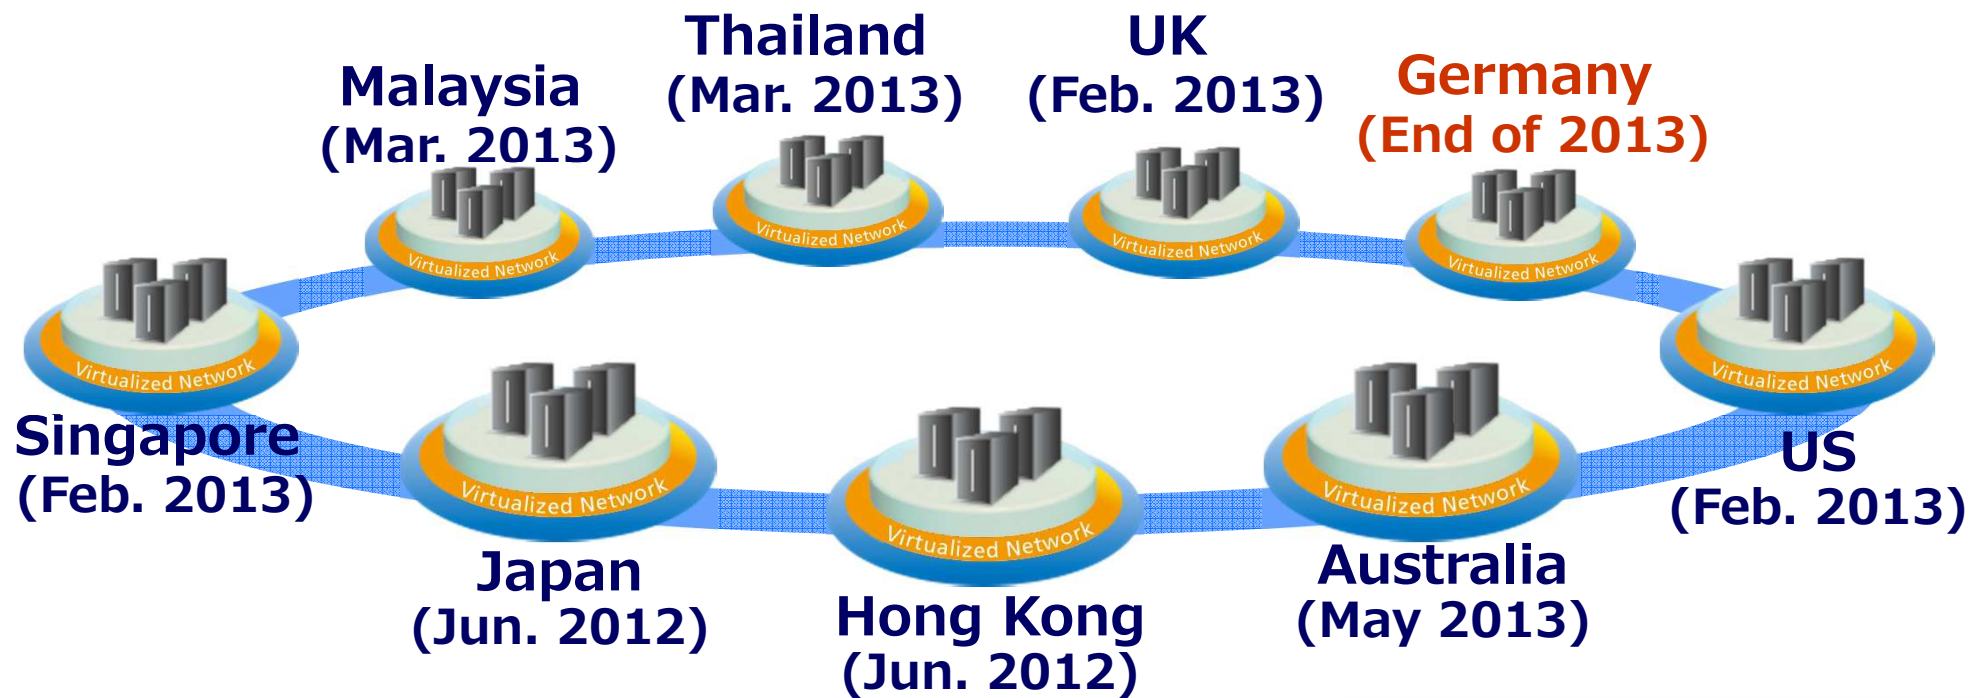 Thailand
(Mar. 2013)
UK
(Feb. 2013)
Malaysia
(Mar. 2013)
Germany
(End of 2013)
Virtualized Network
Virtualized Network
Virtualized Network
Virtualized Network
Virtualized Network
Virtualized Network
Singapore
(Feb. 2013)
US
(Feb. 2013)
Virtualized Network
Virtualized Network
Virtualized Network
Japan
(Jun. 2012)
Hong Kong
(Jun. 2012)
Australia
(May 2013)